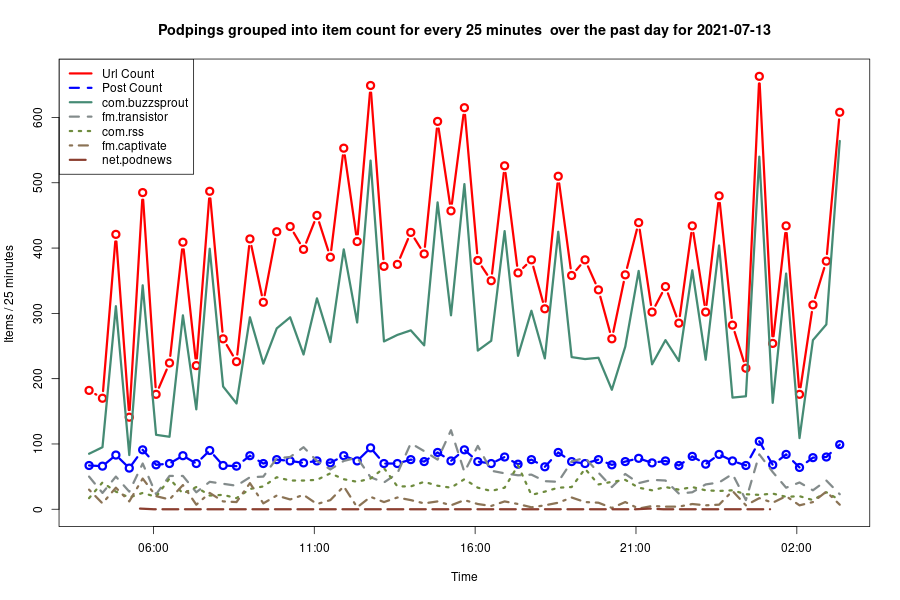 Podpings grouped into item count for every 25 minutes  over the past day for 2021-07-13
Url Count
Post Count
com.buzzsprout
fm.transistor
com.rss
fm.captivate
net.podnews
Items / 25 minutes
600
500
400
300
200
100
0
06:00 11:00 16:00 21:00 02:00
Time